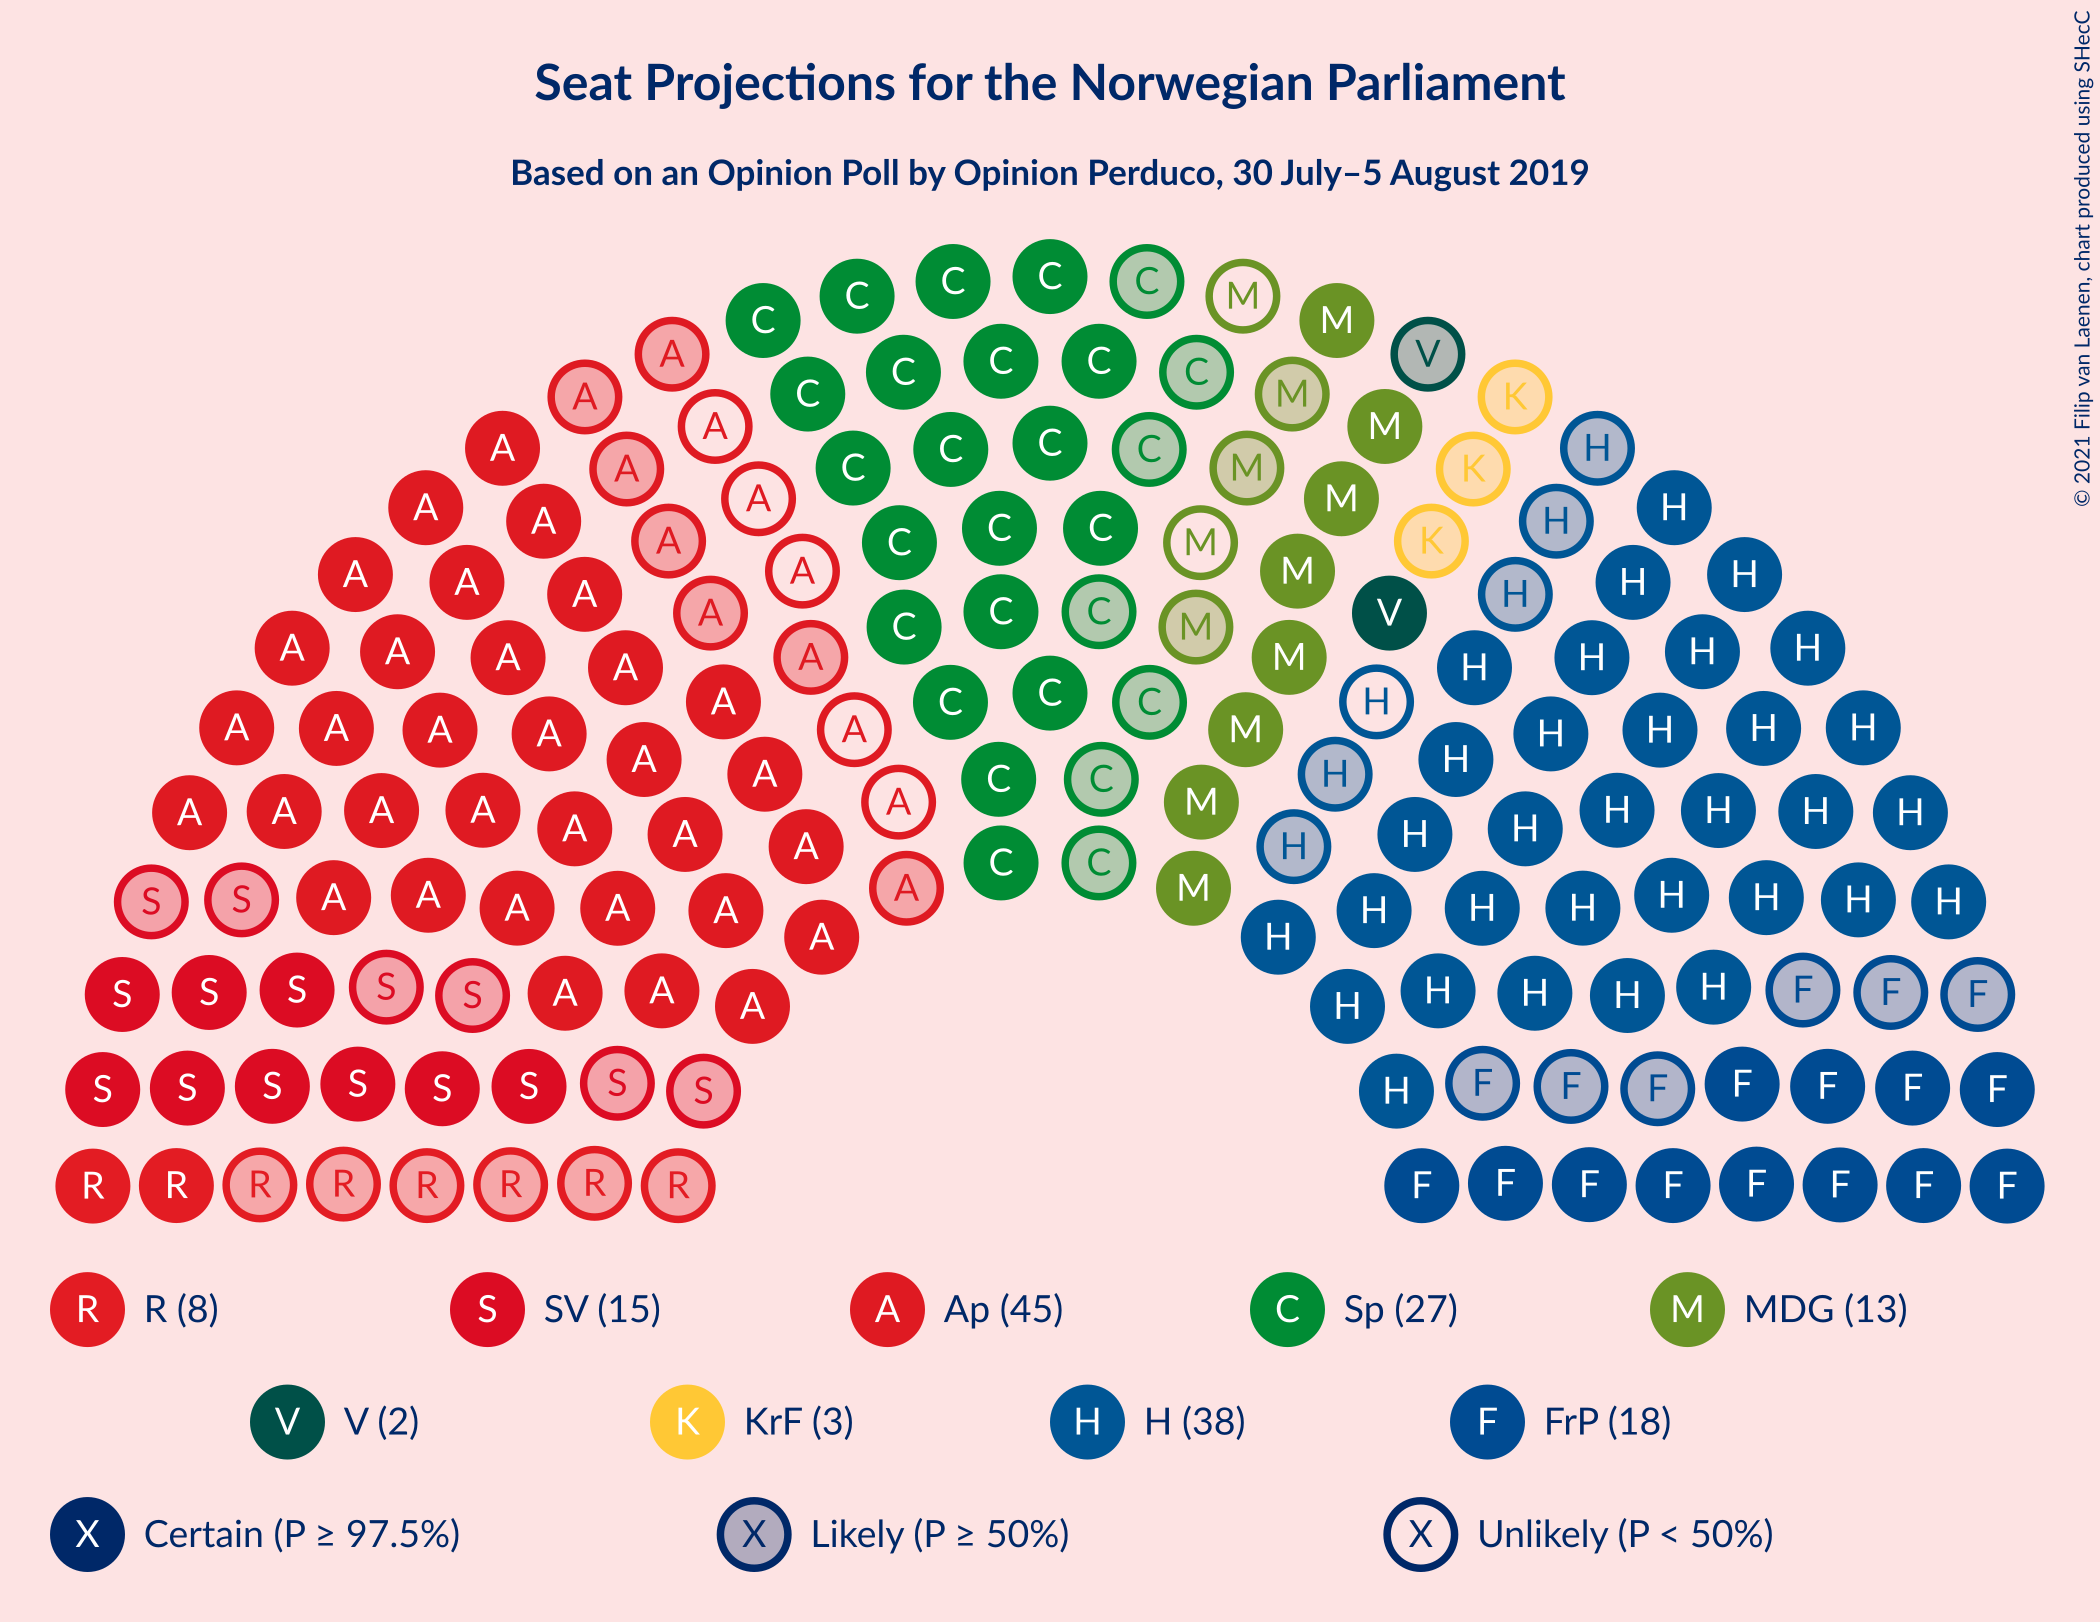 Seat Projections for the Norwegian Parliament
Based on an Opinion Poll by Opinion Perduco, 30 July–5 August 2019
© 2021 Filip van Laenen, chart produced using SHecC
C C C C C M M V K
A A A C C C C C M M K H H
A A A C C C C M M K H H H
A A A A C C C M M V H H H
A A A A A C C C M M H H H H
A A A A A A C C C M H H H H H
A A A A A A A C C M H H H H H H
A A A A A A A A C C M H H H H H H H
S S A A A A A A H H H H H H H H
S S S S S A A A H H H H H F F F
S S S S S S S S H F F F F F F F
R R R R R R R R F F F F F F F F
R R (8) S SV (15) A Ap (45) C Sp (27) M MDG (13)
V V (2) K KrF (3) H H (38) F FrP (18)
X Certain (P ≥ 97.5%) X Likely (P ≥ 50%) X Unlikely (P < 50%)